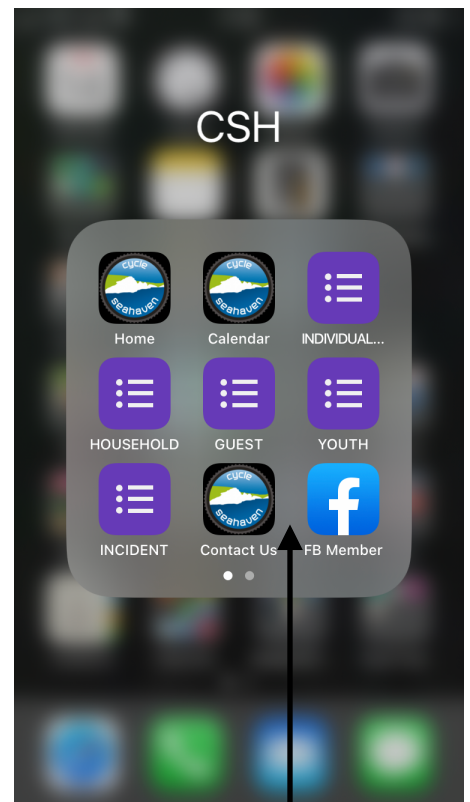 CSH
cycle
seahaven
cycle
seahaven
Home
Calendar
INDIVIDUAL...
HOUSEHOLD
GUEST
YOUTH
cycle
seahaven
INCIDENT
Contact Us
FB Member